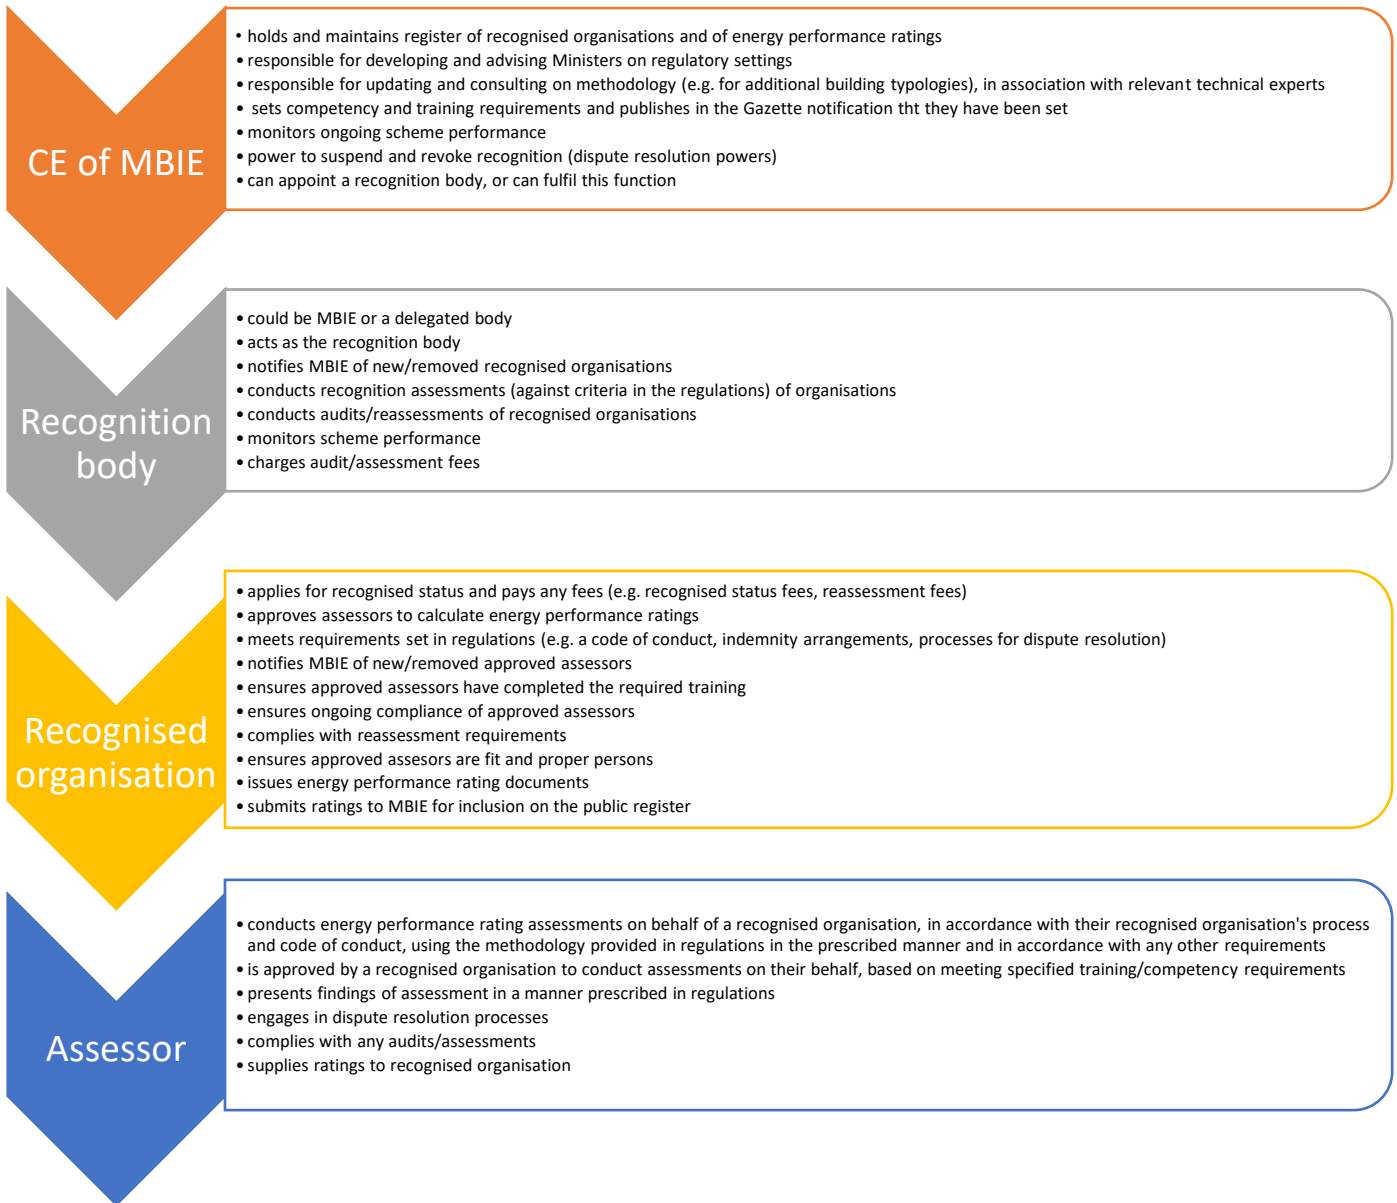 CE of MBIE
• holds and maintains register of recognised organisations and of energy performance ratings
• responsible for developing and advising Ministers on regulatory settings
• responsible for updating and consulting on methodology (e.g. for additional building typologies), in association with relevant technical experts
• sets competency and training requirements and publishes in the Gazette notification tht they have been set
• monitors ongoing scheme performance
• power to suspend and revoke recognition (dispute resolution powers)
• can appoint a recognition body, or can fulfil this function
Recognition
body
• could be MBIE or a delegated body
• acts as the recognition body
• notifies MBIE of new/removed recognised organisations
• conducts recognition assessments (against criteria in the regulations) of organisations
• conducts audits/reassessments of recognised organisations
• monitors scheme performance
• charges audit/assessment fees
Recognised
organisation
• applies for recognised status and pays any fees (e.g. recognised status fees, reassessment fees)
• approves assessors to calculate energy performance ratings
• meets requirements set in regulations (e.g. a code of conduct, indemnity arrangements, processes for dispute resolution)
• notifies MBIE of new/removed approved assessors
• ensures approved assessors have completed the required training
• ensures ongoing compliance of approved assessors
• complies with reassessment requirements
• ensures approved assesors are fit and proper persons
• issues energy performance rating documents
• submits ratings to MBIE for inclusion on the public register
Assessor
• conducts energy performance rating assessments on behalf of a recognised organisation, in accordance with their recognised organisation's process
and code of conduct, using the methodology provided in regulations in the prescribed manner and in accordance with any other requirements
• is approved by a recognised organisation to conduct assessments on their behalf, based on meeting specified training/competency requirements
• presents findings of assessment in a manner prescribed in regulations
• engages in dispute resolution processes
• complies with any audits/assessments
• supplies ratings to recognised organisation